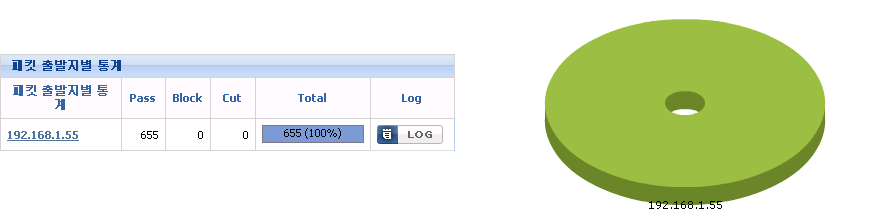 패킷 출발지별 통계
패킷 출발지별 통계 Pass Block Cut Total Log
192.168.1.55 655 0 0 655 (100%) LOG
192.168.1.55